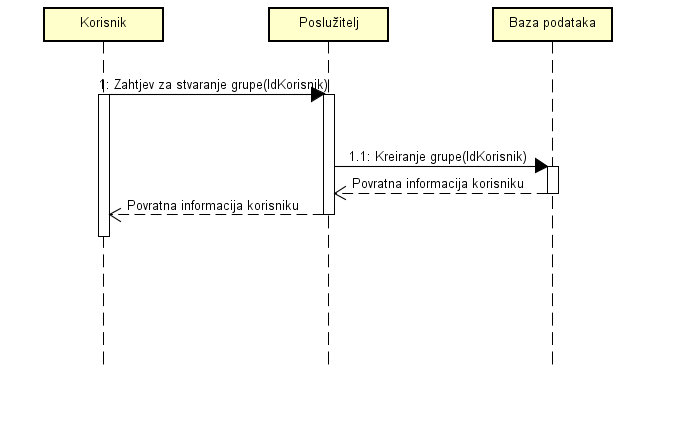 Korisnik
Poslužitelj
Baza podataka
1: Zahtjev za stvaranje grupe(IdKorisnik)
1.1: Kreiranje grupe(IdKorisnik)
Povratna informacija korisniku
Povratna informacija korisniku